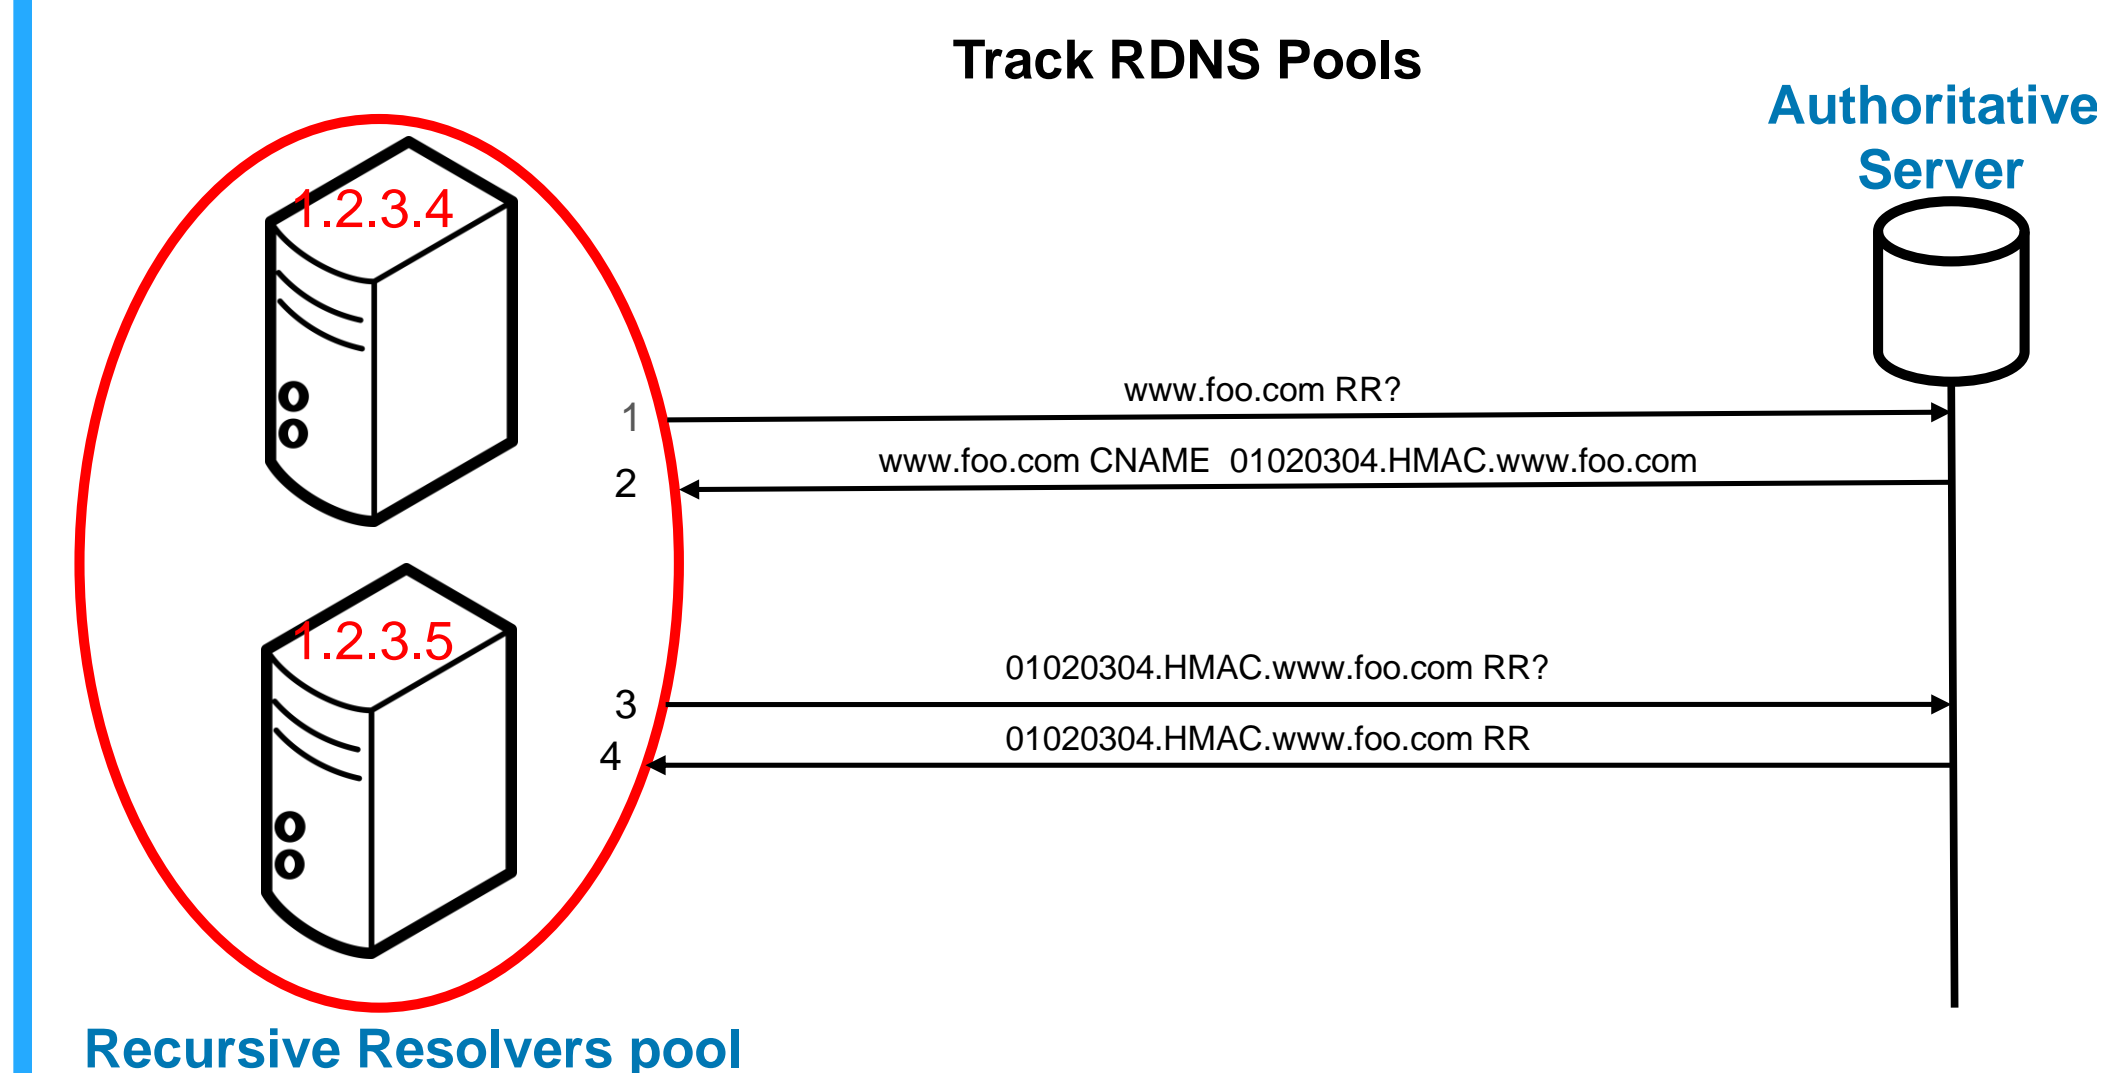 Track RDNS Pools
Authoritative
Server
1.2.3.4
www.foo.com RR?
1
www.foo.com CNAME  01020304.HMAC.www.foo.com
2
1.2.3.5
01020304.HMAC.www.foo.com RR?
3
01020304.HMAC.www.foo.com RR
4
Recursive Resolvers pool